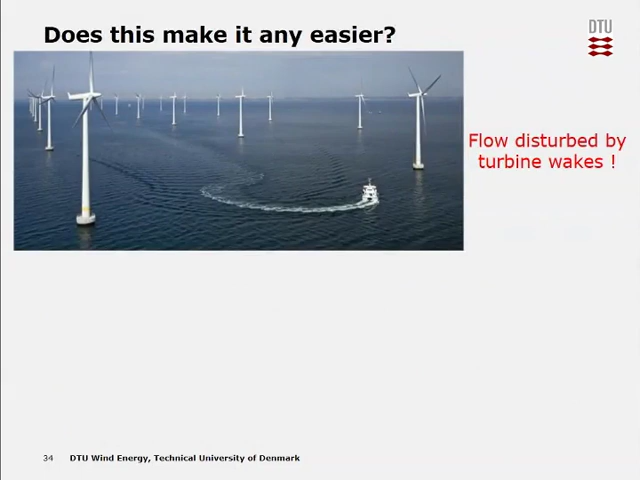 Does this make it any easier?
DTU
Flow disturbed by
turbine wakes !
34 DTU Wind Energy, Technical University of Denmark